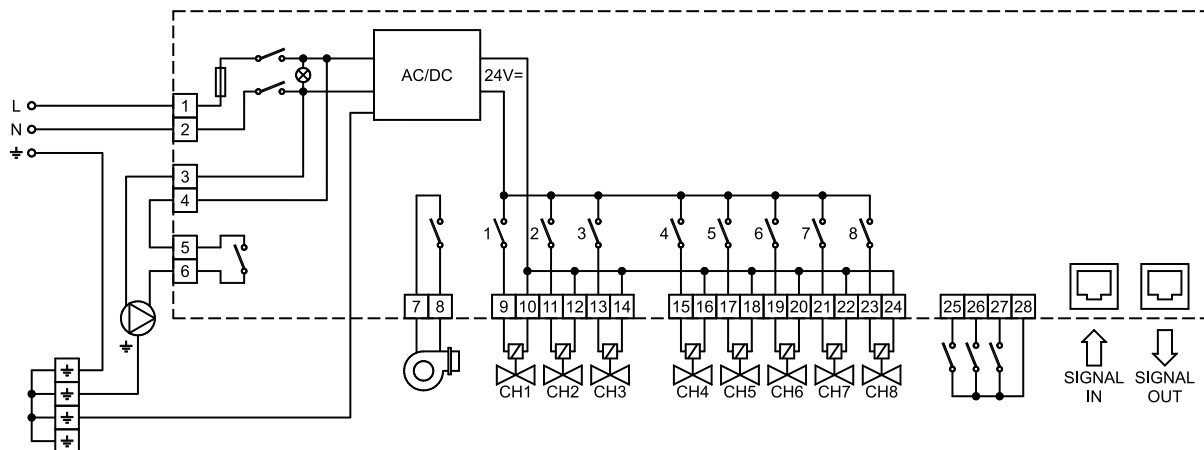 AC/DC
24V=
L
1
N
2
3
4
5
6
1
2
3
4
5
6
7
8
7
8
9
10
11
12
13
14
15
16
17
18
19
20
21
22
23
24
25
26
27
28
CH1
CH2
CH3
CH4
CH5
CH6
CH7
CH8
SIGNAL
IN
SIGNAL
OUT